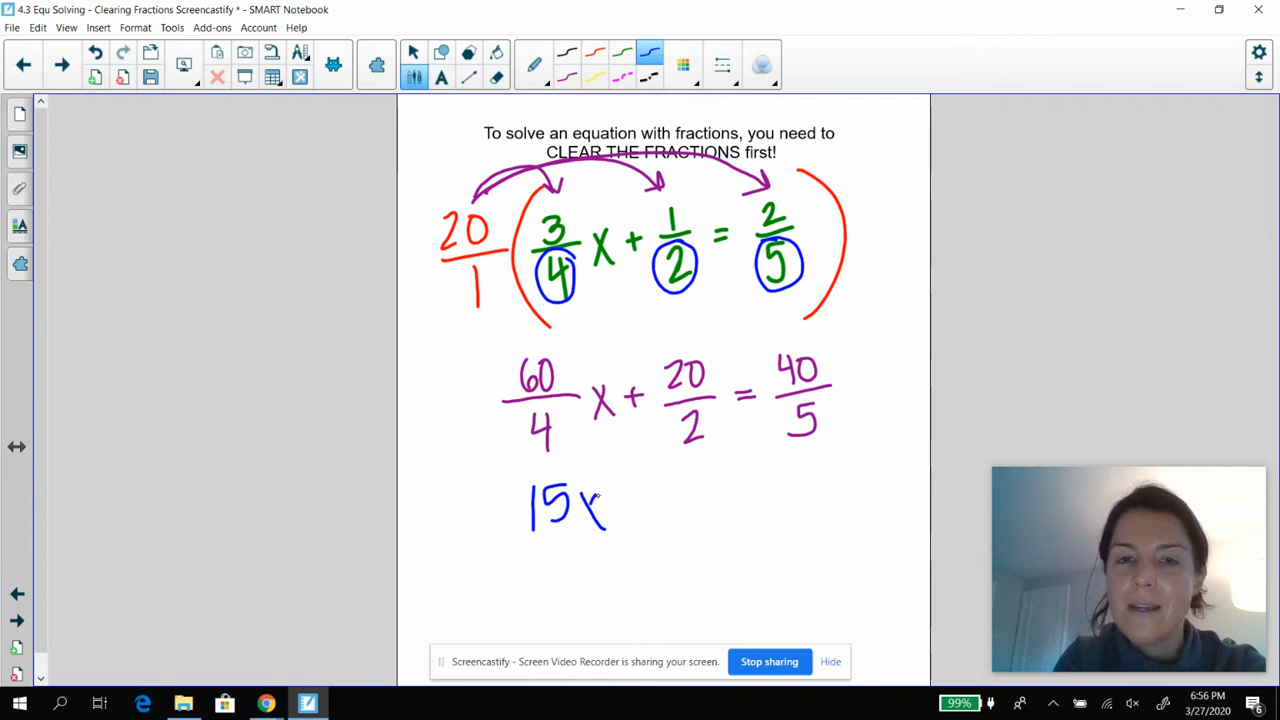 4.3 Equ Solving - Clearing Fractions Screencastify * - SMART Notebook
File Edit View Insert Format Tools Add-ons Account Help
To solve an equation with fractions, you need to
CLEAR THE FRACTIONS first!
20/1 ( 3/4 x + 1/2 = 2/5 )
60/4 x + 20/2 = 40/5
15x
Screencastify - Screen Video Recorder is sharing your screen. Stop sharing Hide
99% 6:56 PM
3/27/2020 6